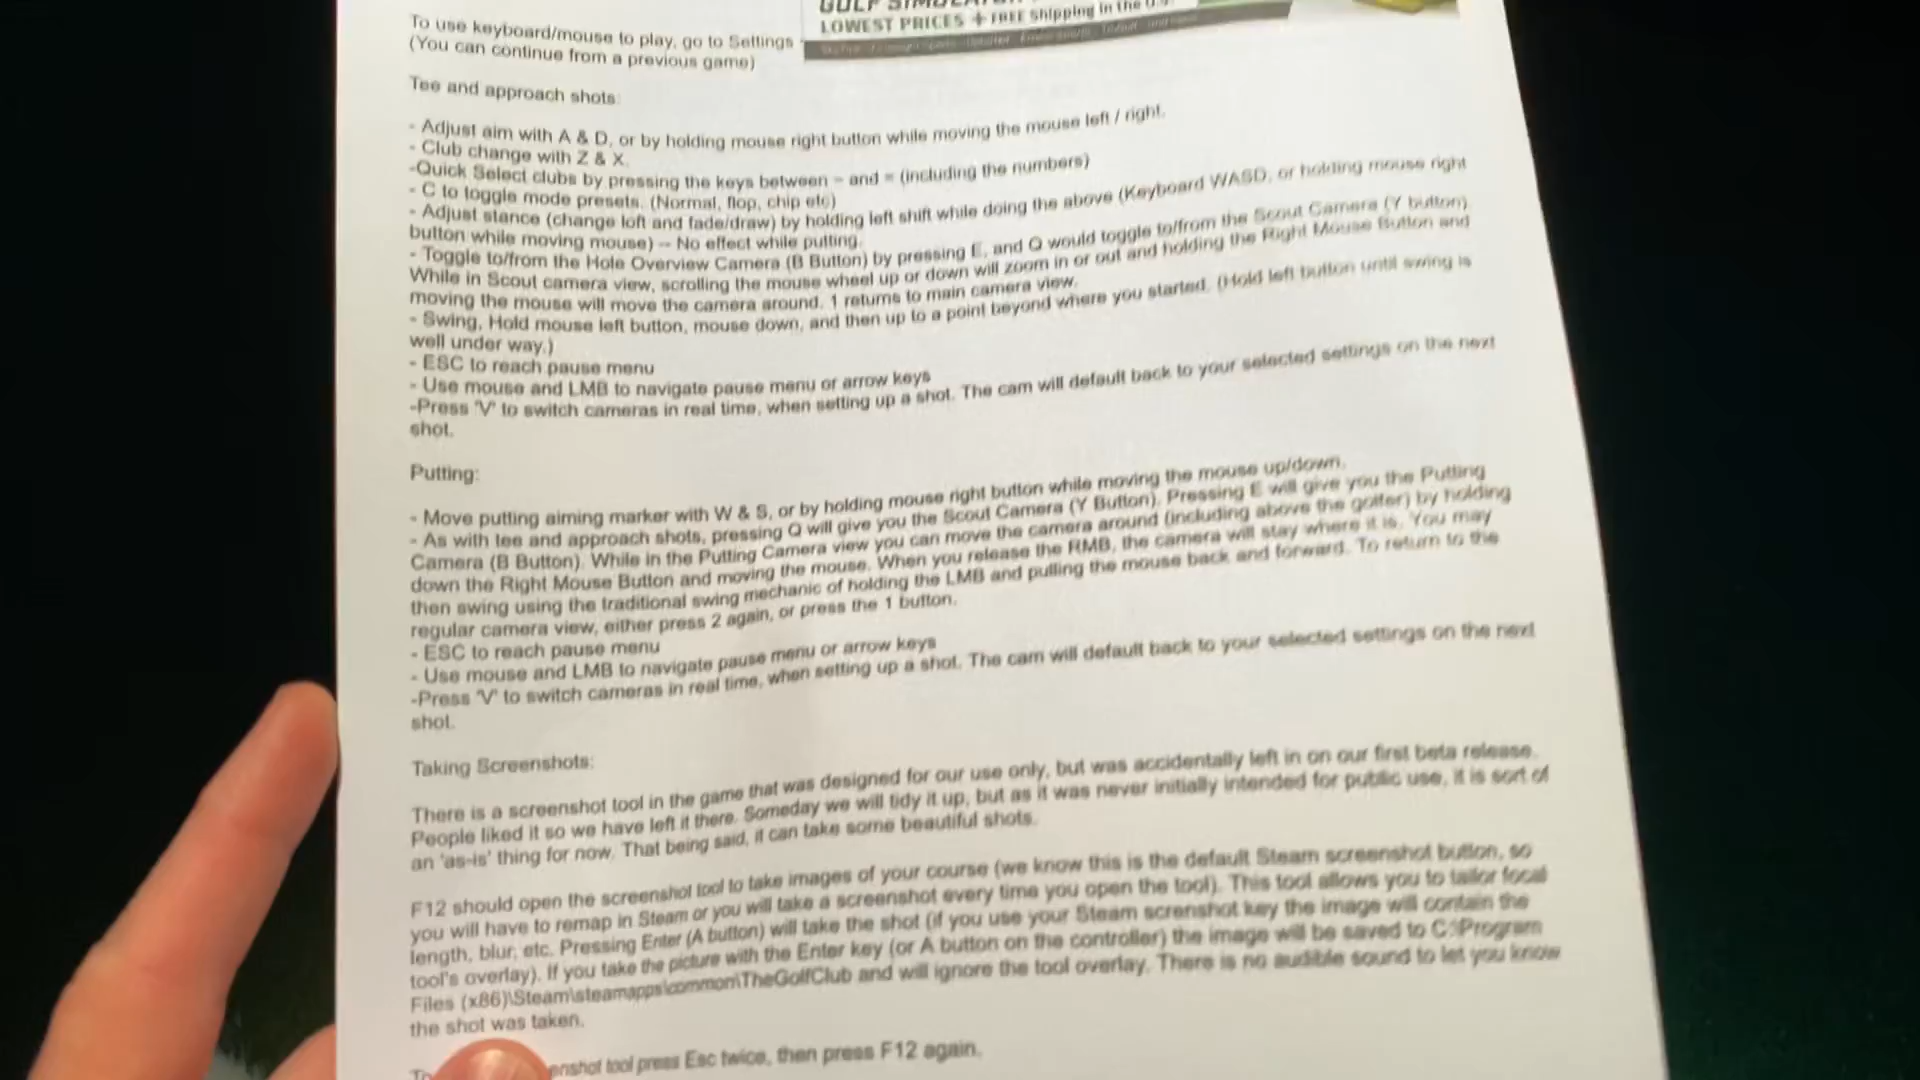 GOLF SIMULATOR
LOWEST PRICES + FREE Shipping in the U.S.
To use keyboard/mouse to play, go to Settings
(You can continue from a previous game)
Tee and approach shots:
- Adjust aim with A & D, or by holding mouse right button while moving the mouse left / right.
- Club change with Z & X.
-Quick Select clubs by pressing the keys between - and = (including the numbers)
- C to toggle mode presets. (Normal, flop, chip etc)
- Adjust stance (change loft and fade/draw) by holding left shift while doing the above (Keyboard WASD, or holding mouse right
button while moving mouse) -- No effect while putting.
- Toggle to/from the Hole Overview Camera (B Button) by pressing E, and Q would toggle to/from the Scout Camera (Y button).
While in Scout camera view, scrolling the mouse wheel up or down will zoom in or out and holding the Right Mouse Button and
moving the mouse will move the camera around. 1 returns to main camera view.
- Swing, Hold mouse left button, mouse down, and then up to a point beyond where you started. (Hold left button until swing is
well under way.)
- ESC to reach pause menu
- Use mouse and LMB to navigate pause menu or arrow keys
-Press 'V' to switch cameras in real time, when setting up a shot. The cam will default back to your selected settings on the next
shot.
Putting:
- Move putting aiming marker with W & S, or by holding mouse right button while moving the mouse up/down.
- As with tee and approach shots, pressing Q will give you the Scout Camera (Y Button). Pressing E will give you the Putting
Camera (B Button). While in the Putting Camera view you can move the camera around (including above the golfer) by holding
down the Right Mouse Button and moving the mouse. When you release the RMB, the camera will stay where it is. You may
then swing using the traditional swing mechanic of holding the LMB and pulling the mouse back and forward. To return to the
regular camera view, either press 2 again, or press the 1 button.
- ESC to reach pause menu
- Use mouse and LMB to navigate pause menu or arrow keys
-Press 'V' to switch cameras in real time, when setting up a shot. The cam will default back to your selected settings on the next
shot.
Taking Screenshots:
There is a screenshot tool in the game that was designed for our use only, but was accidentally left in on our first beta release.
People liked it so we have left it there. Someday we will tidy it up, but as it was never initially intended for public use, it is sort of
an 'as-is' thing for now. That being said, it can take some beautiful shots.
F12 should open the screenshot tool to take images of your course (we know this is the default Steam screenshot button, so
you will have to remap in Steam or you will take a screenshot every time you open the tool). This tool allows you to tailor focal
length, blur, etc. Pressing Enter (A button) will take the shot (if you use your Steam screnshot key the image will contain the
tool's overlay). If you take the picture with the Enter key (or A button on the controller) the image will be saved to C:\Program
Files (x86)\Steam\steamapps\common\TheGolfClub and will ignore the tool overlay. There is no audible sound to let you know
the shot was taken.
enshot tool press Esc twice, then press F12 again.